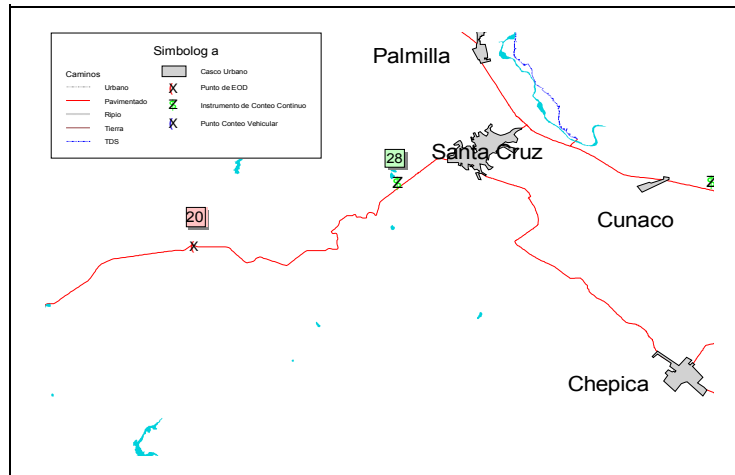 Simbolog a
Caminos
Urbano
Pavimentado
Ripio
Tierra
TDS
Casco Urbano
X Punto de EOD
Z Instrumento de Conteo Continuo
X Punto Conteo Vehicular
Palmilla
28
Santa Cruz
Z
Z
Cunaco
20
X
Chepica